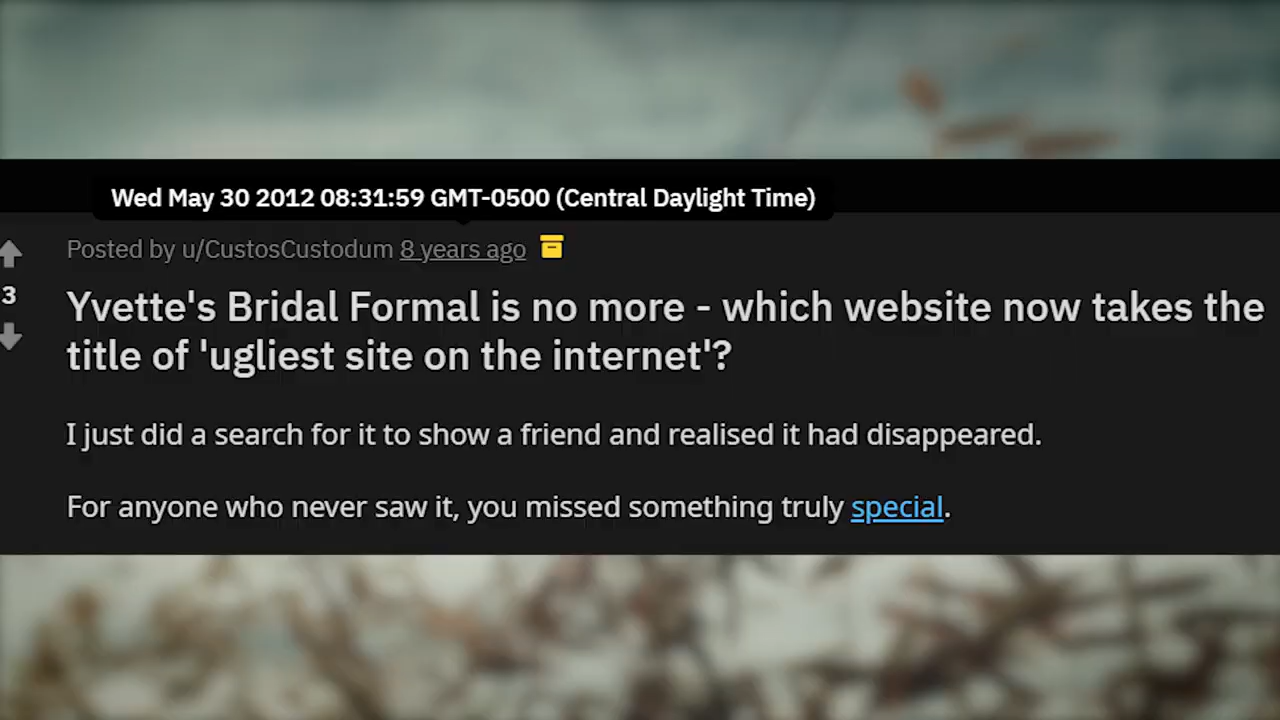 Wed May 30 2012 08:31:59 GMT-0500 (Central Daylight Time)
Posted by u/CustosCustodum 8 years ago
3
Yvette's Bridal Formal is no more - which website now takes the
title of 'ugliest site on the internet'?
I just did a search for it to show a friend and realised it had disappeared.
For anyone who never saw it, you missed something truly special.